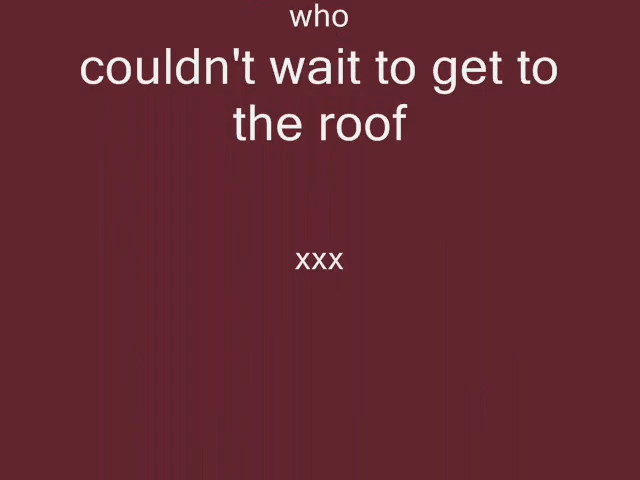 who
couldn't wait to get to
the roof
xxx